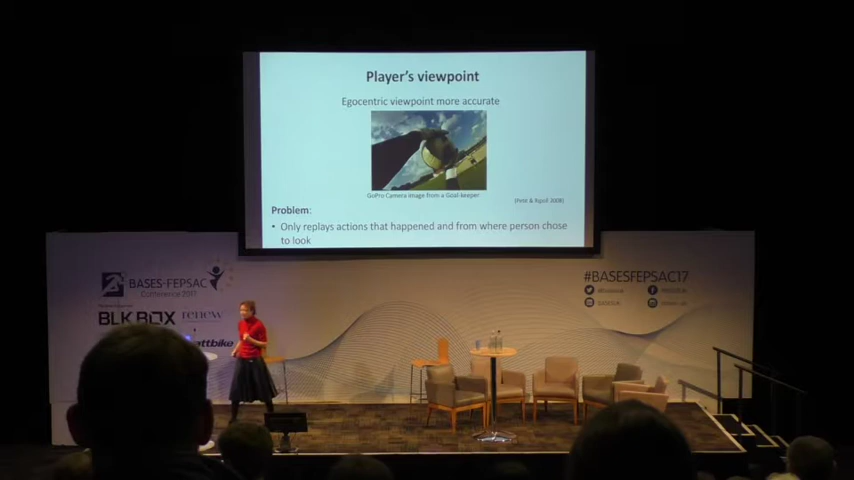 Player's viewpoint
Egocentric viewpoint more accurate
GoPro Camera image from a Goal-keeper
Problem:
• Only replays actions that happened and from where person chose
to look
BASES-FEPSAC
Conference 2017
BLK BOX
renew
wattbike
#BASESFEPSAC17